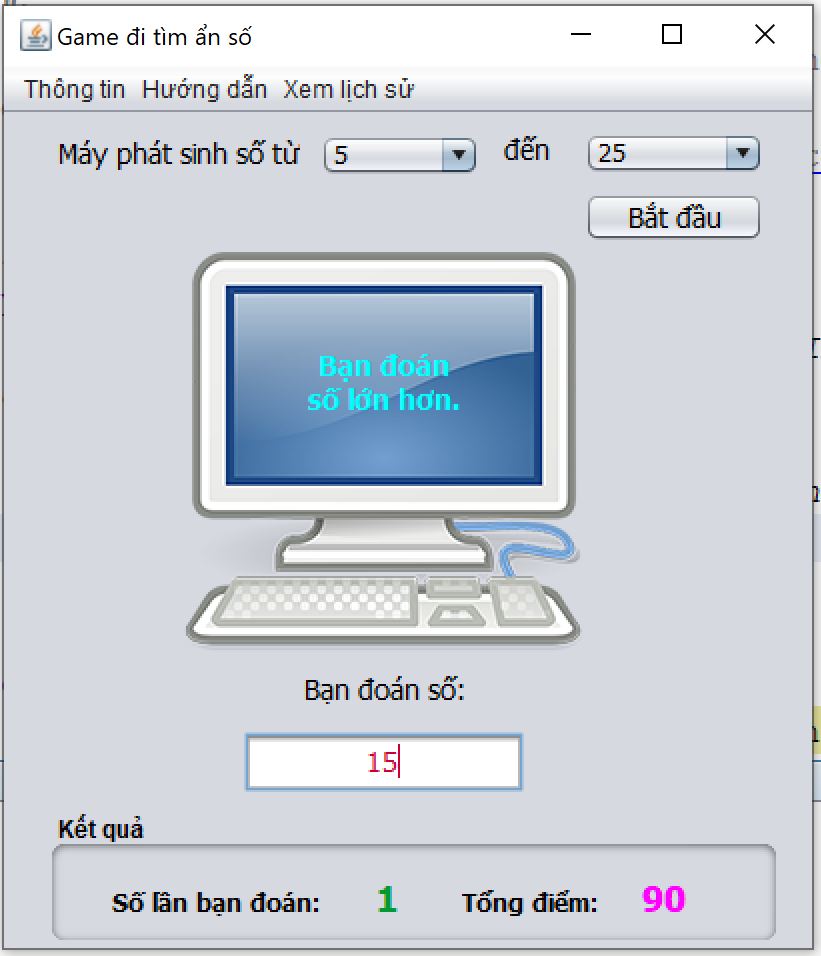 Game đi tìm ẩn số
Thông tin Hướng dẫn Xem lịch sử
Máy phát sinh số từ 5 đến 25
Bắt đầu
Bạn đoán
số lớn hơn.
Bạn đoán số:
15
Kết quả
Số lần bạn đoán: 1 Tổng điểm: 90